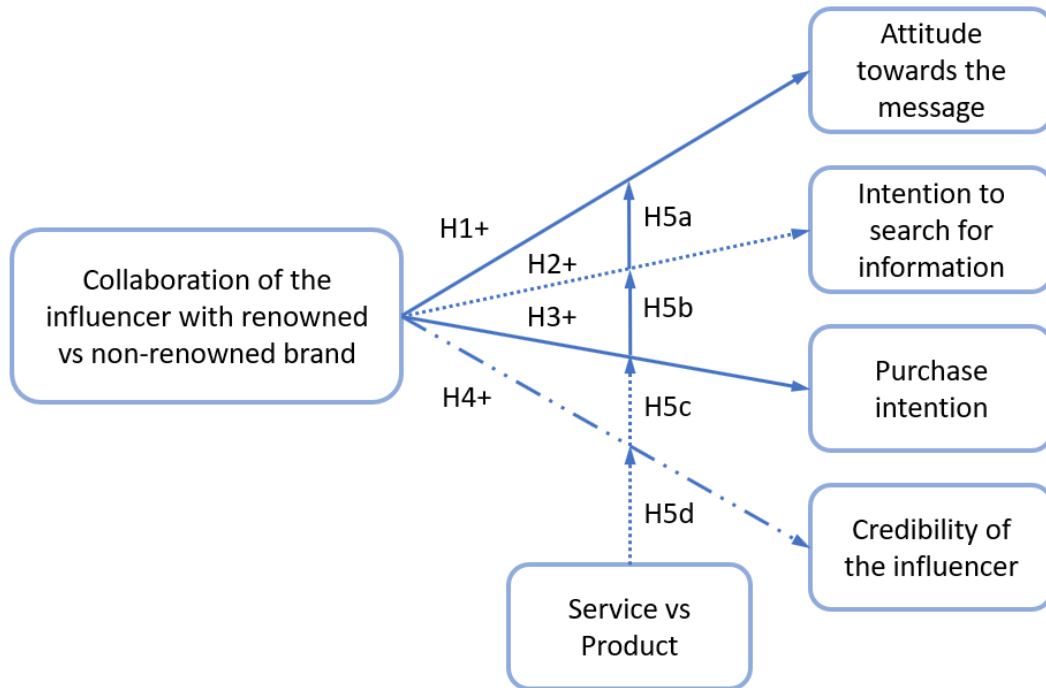 Attitude
towards the
message
Intention to
search for
information
H1+
H5a
H2+
Collaboration of the
influencer with renowned
vs non-renowned brand
H3+
H5b
Purchase
intention
H4+
H5c
H5d
Credibility of
the influencer
Service vs
Product